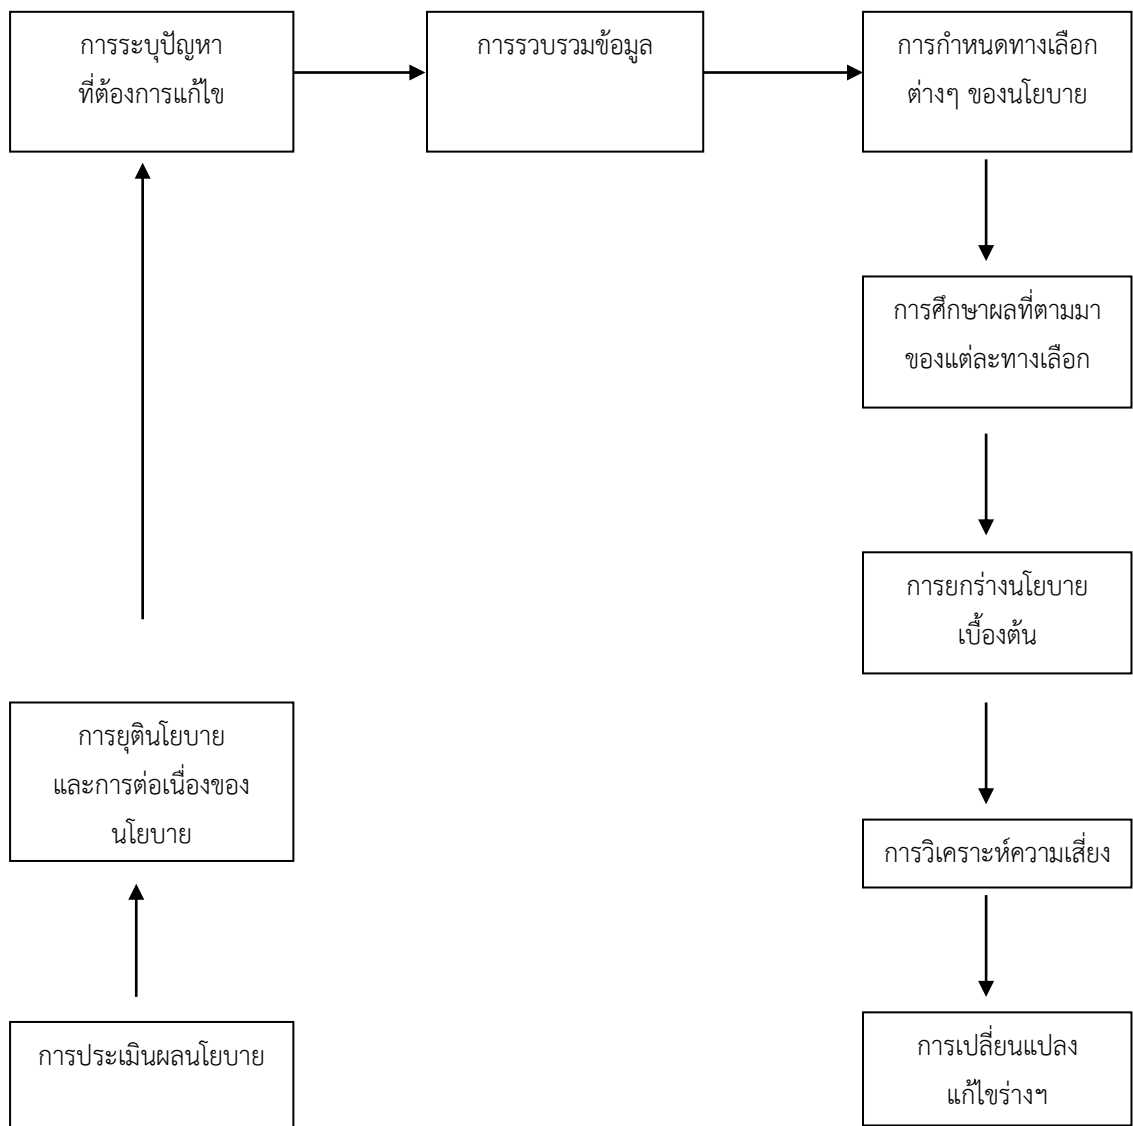 การระบุปัญหา
ที่ต้องการแก้ไข
การรวบรวมข้อมูล
การกำหนดทางเลือก
ต่างๆ ของนโยบาย
การศึกษาผลที่ตามมา
ของแต่ละทางเลือก
การยกร่างนโยบาย
เบื้องต้น
การยุตินโยบาย
และการต่อเนื่องของ
นโยบาย
การวิเคราะห์ความเสี่ยง
การประเมินผลนโยบาย
การเปลี่ยนแปลง
แก้ไขร่างฯ